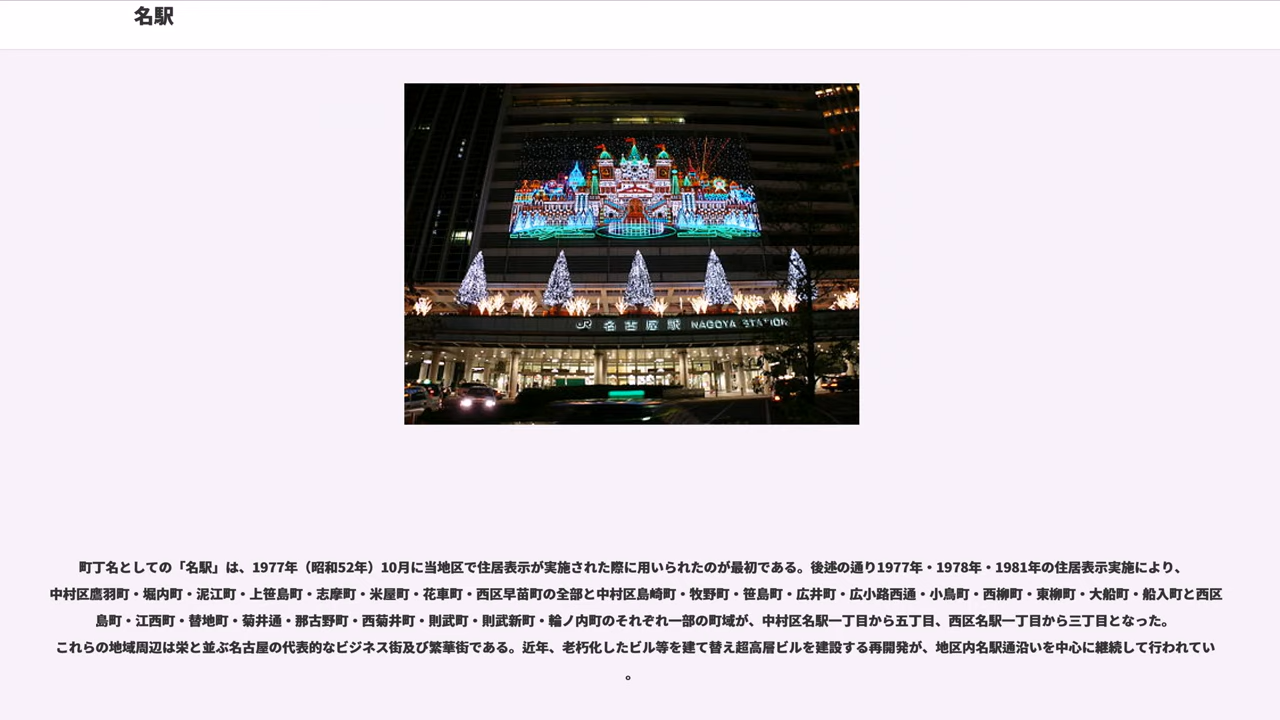 名駅
JR 名古屋駅 NAGOYA STATION
町丁名としての「名駅」は、1977年（昭和52年）10月に当地区で住居表示が実施された際に用いられたのが最初である。後述の通り1977年・1978年・1981年の住居表示実施により、
中村区鷹羽町・堀内町・泥江町・上笹島町・志摩町・米屋町・花車町・西区早苗町の全部と中村区島崎町・牧野町・笹島町・広井町・広小路西通・小鳥町・西柳町・東柳町・大船町・船入町と西区
島町・江西町・替地町・菊井通・那古野町・西菊井町・則武町・則武新町・輪ノ内町のそれぞれ一部の町域が、中村区名駅一丁目から五丁目、西区名駅一丁目から三丁目となった。
これらの地域周辺は栄と並ぶ名古屋の代表的なビジネス街及び繁華街である。近年、老朽化したビル等を建て替え超高層ビルを建設する再開発が、地区内名駅通沿いを中心に継続して行われてい
。